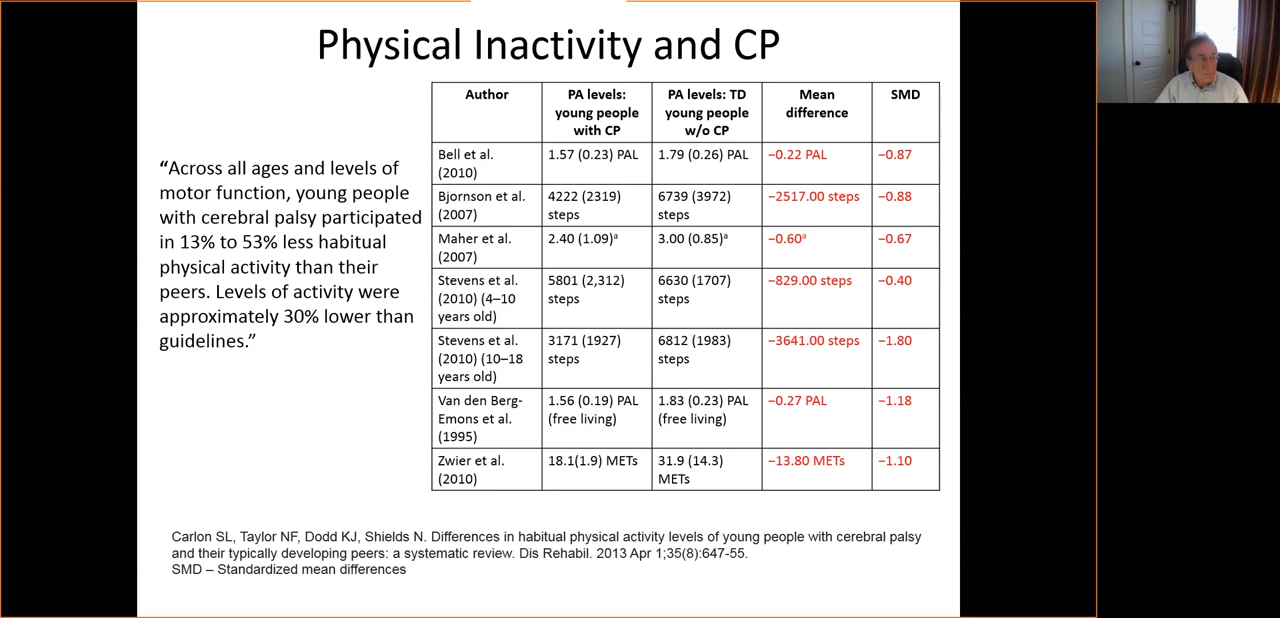 Physical Inactivity and CP
“Across all ages and levels of
motor function, young people
with cerebral palsy participated
in 13% to 53% less habitual
physical activity than their
peers. Levels of activity were
approximately 30% lower than
guidelines.”
Author
PA levels:
young people
with CP
PA levels: TD
young people
w/o CP
Mean
difference
SMD
Bell et al.
(2010)
1.57 (0.23) PAL
1.79 (0.26) PAL
−0.22 PAL
−0.87
Bjornson et al.
(2007)
4222 (2319)
steps
6739 (3972)
steps
−2517.00 steps
−0.88
Maher et al.
(2007)
2.40 (1.09)ᵃ
3.00 (0.85)ᵃ
−0.60ᵃ
−0.67
Stevens et al.
(2010) (4–10
years old)
5801 (2,312)
steps
6630 (1707)
steps
−829.00 steps
−0.40
Stevens et al.
(2010) (10–18
years old)
3171 (1927)
steps
6812 (1983)
steps
−3641.00 steps
−1.80
Van den Berg-
Emons et al.
(1995)
1.56 (0.19) PAL
(free living)
1.83 (0.23) PAL
(free living)
−0.27 PAL
−1.18
Zwier et al.
(2010)
18.1(1.9) METs
31.9 (14.3)
METs
−13.80 METs
−1.10
Carlon SL, Taylor NF, Dodd KJ, Shields N. Differences in habitual physical activity levels of young people with cerebral palsy
and their typically developing peers: a systematic review. Dis Rehabil. 2013 Apr 1;35(8):647-55.
SMD – Standardized mean differences